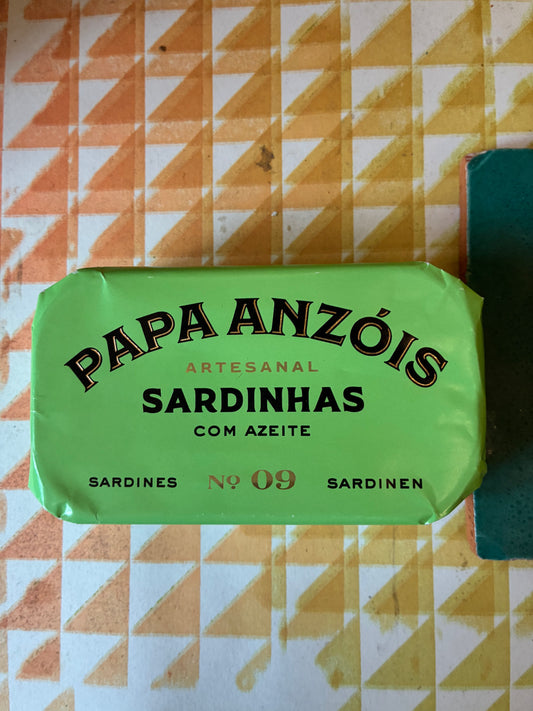 PAPA ANZÓIS
ARTESANAL
SARDINHAS
COM AZEITE
SARDINES Nº 09 SARDINEN